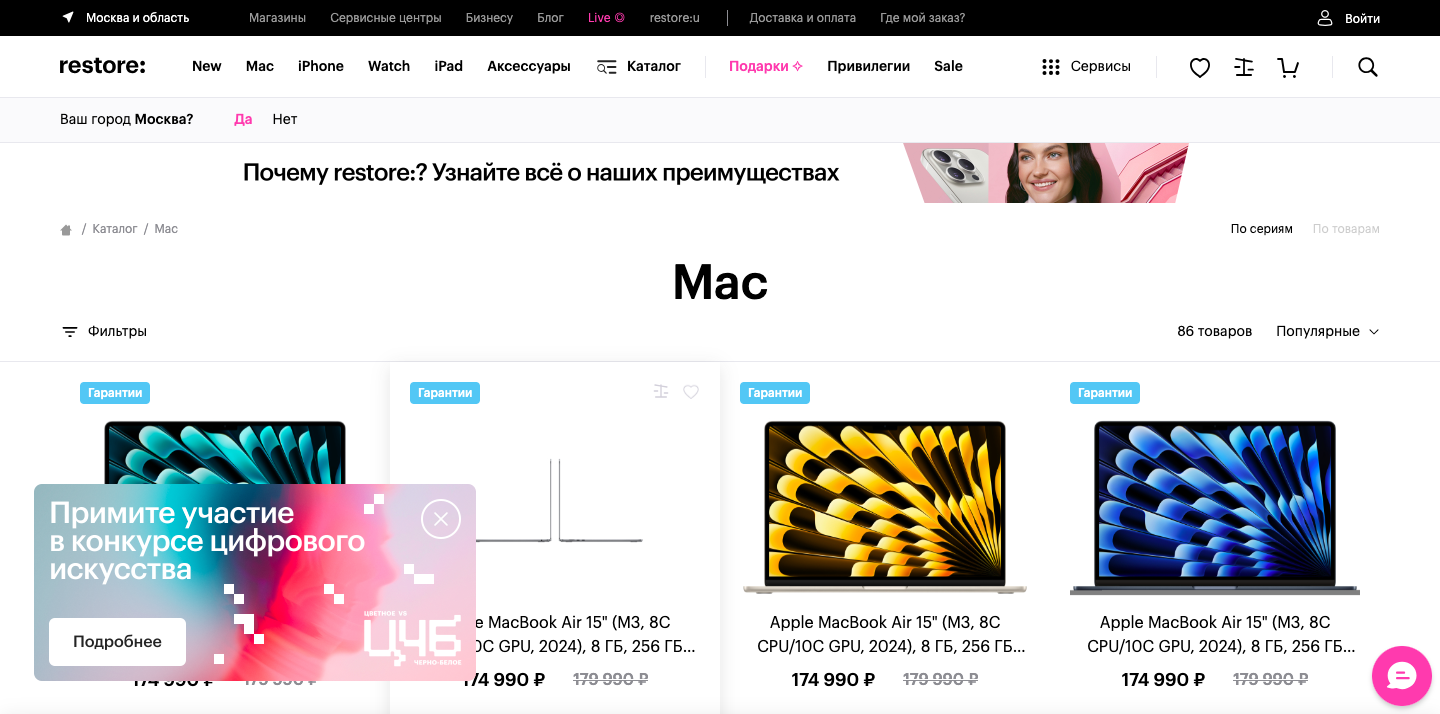 Москва и область
Магазины
Сервисные центры
Бизнесу
Блог
Live
restore:u
Доставка и оплата
Где мой заказ?
Войти
restore:
New
Mac
iPhone
Watch
iPad
Аксессуары
Каталог
Подарки
Привилегии
Sale
Сервисы
Ваш город Москва?
Да
Нет
Почему restore:? Узнайте всё о наших преимуществах
/ Каталог / Mac
По сериям
По товарам
Mac
Фильтры
86 товаров
Популярные
Гарантии
Гарантии
Гарантии
Гарантии
Примите участие
в конкурсе цифрового
искусства
Подробнее
ЦВЕТНОЕ VS
ЦЧБ
ЧЕРНО-БЕЛОЕ
MacBook Air 15" (M3, 8C
GPU, 2024), 8 ГБ, 256 ГБ...
Apple MacBook Air 15" (M3, 8C
CPU/10C GPU, 2024), 8 ГБ, 256 ГБ...
Apple MacBook Air 15" (M3, 8C
CPU/10C GPU, 2024), 8 ГБ, 256 ГБ...
174 990 ₽ 179 990 ₽
174 990 ₽ 179 990 ₽
174 990 ₽ 179 990 ₽
174 990 ₽ 179 990 ₽